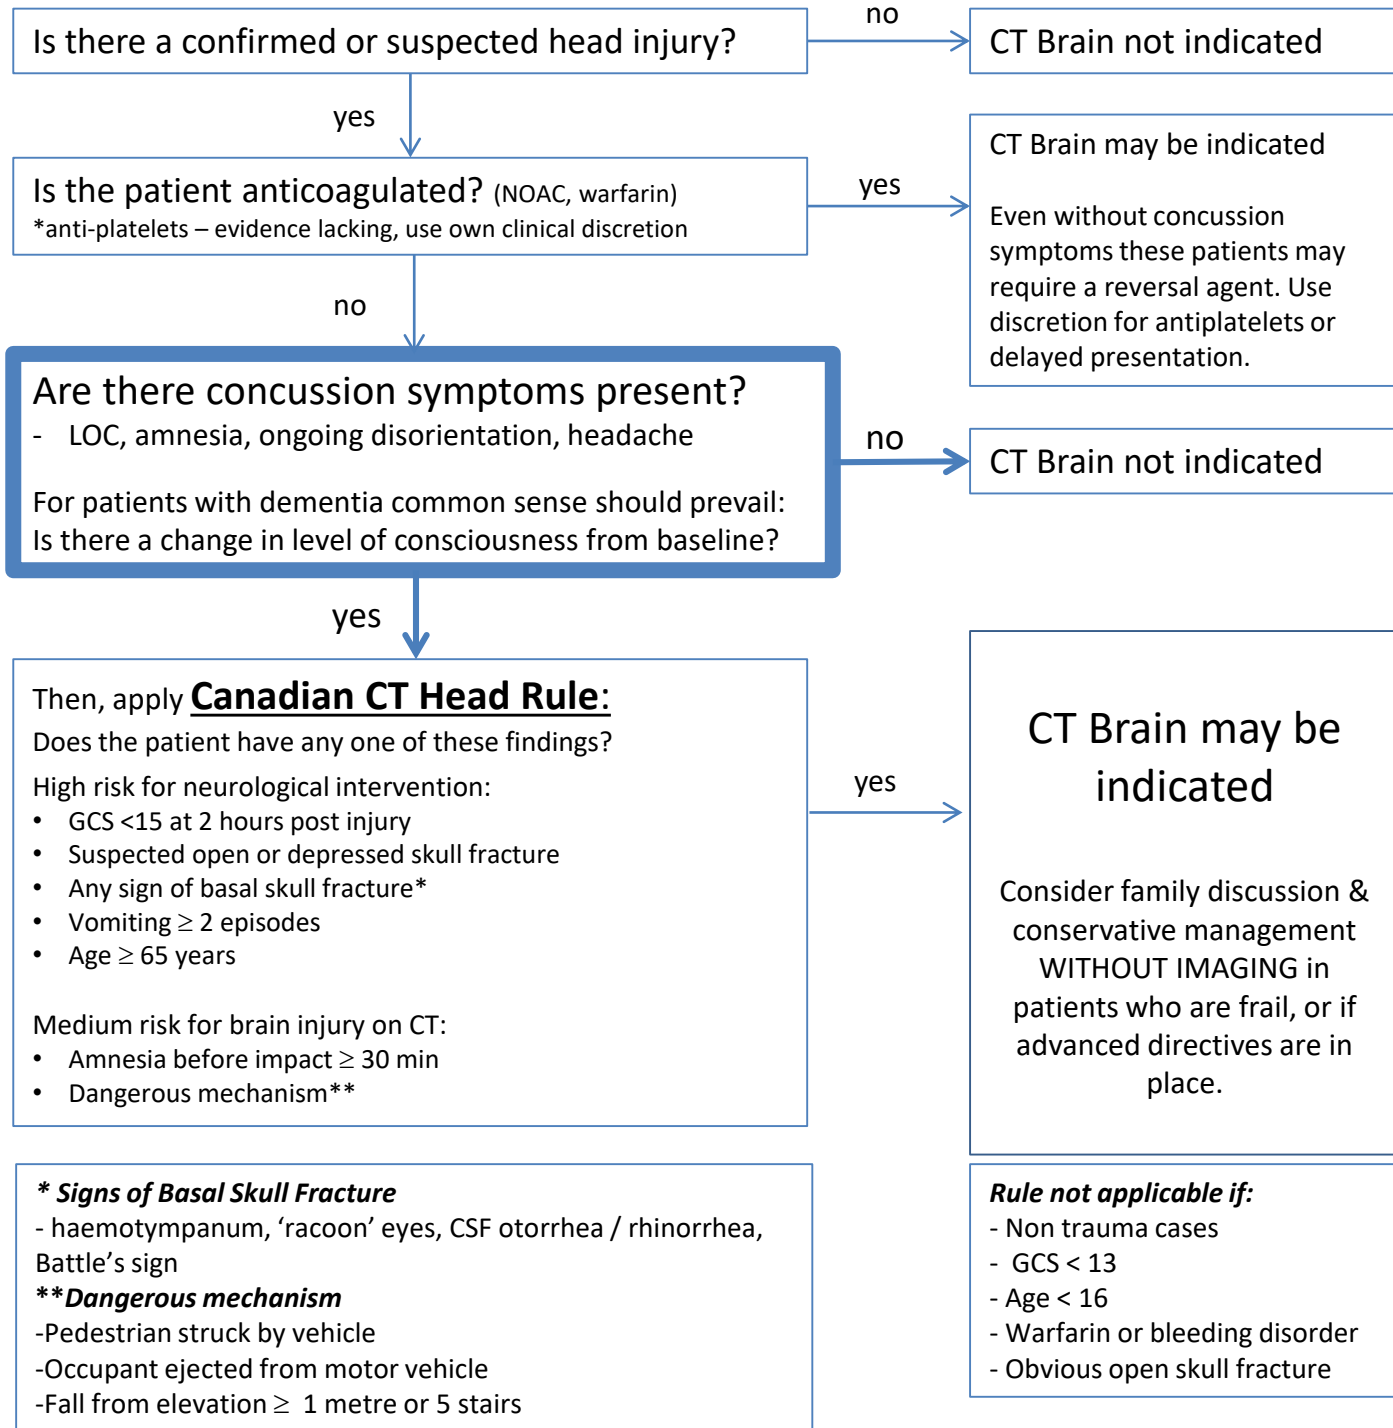 Is there a confirmed or suspected head injury?
no
CT Brain not indicated
yes
Is the patient anticoagulated? (NOAC, warfarin)
*anti-platelets – evidence lacking, use own clinical discretion
yes
CT Brain may be indicated
Even without concussion
symptoms these patients may
require a reversal agent. Use
discretion for antiplatelets or
delayed presentation.
no
Are there concussion symptoms present?
- LOC, amnesia, ongoing disorientation, headache
For patients with dementia common sense should prevail:
Is there a change in level of consciousness from baseline?
no
CT Brain not indicated
yes
Then, apply Canadian CT Head Rule:
Does the patient have any one of these findings?
High risk for neurological intervention:
• GCS <15 at 2 hours post injury
• Suspected open or depressed skull fracture
• Any sign of basal skull fracture*
• Vomiting ≥ 2 episodes
• Age ≥ 65 years
Medium risk for brain injury on CT:
• Amnesia before impact ≥ 30 min
• Dangerous mechanism**
yes
CT Brain may be
indicated
Consider family discussion &
conservative management
WITHOUT IMAGING in
patients who are frail, or if
advanced directives are in
place.
* Signs of Basal Skull Fracture
- haemotympanum, ‘racoon’ eyes, CSF otorrhea / rhinorrhea,
Battle’s sign
**Dangerous mechanism
-Pedestrian struck by vehicle
-Occupant ejected from motor vehicle
-Fall from elevation ≥ 1 metre or 5 stairs
Rule not applicable if:
- Non trauma cases
- GCS < 13
- Age < 16
- Warfarin or bleeding disorder
- Obvious open skull fracture